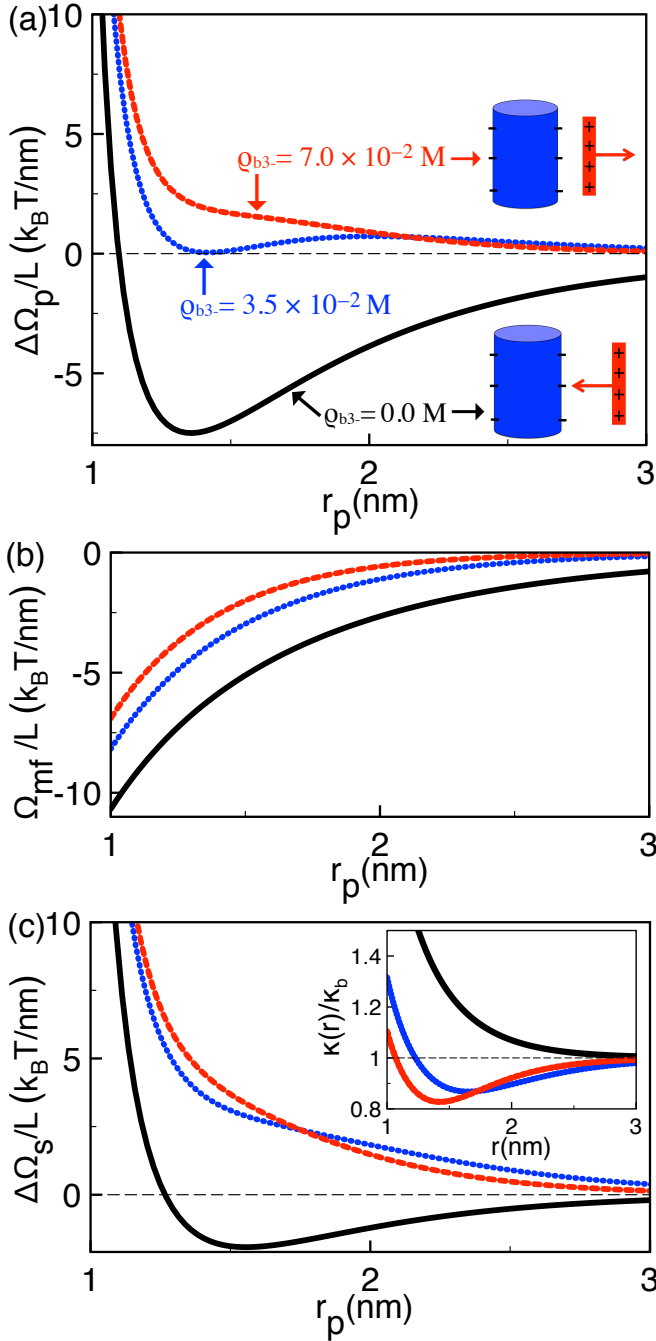 (a)
10
5
0
-5
ΔΩp/L (kBT/nm)
ϱb3-= 7.0 × 10⁻² M
ϱb3-= 3.5 × 10⁻² M
ϱb3-= 0.0 M
+
+
+
+
+
+
+
+
1 2 3
rp(nm)
(b)
0
-5
-10
Ωmf/L (kBT/nm)
1 2 3
rp(nm)
(c)
10
5
0
ΔΩs/L (kBT/nm)
1 2 3
rp(nm)
1.4
1.2
1
0.8
κ(r)/κb
1 2 3
r(nm)